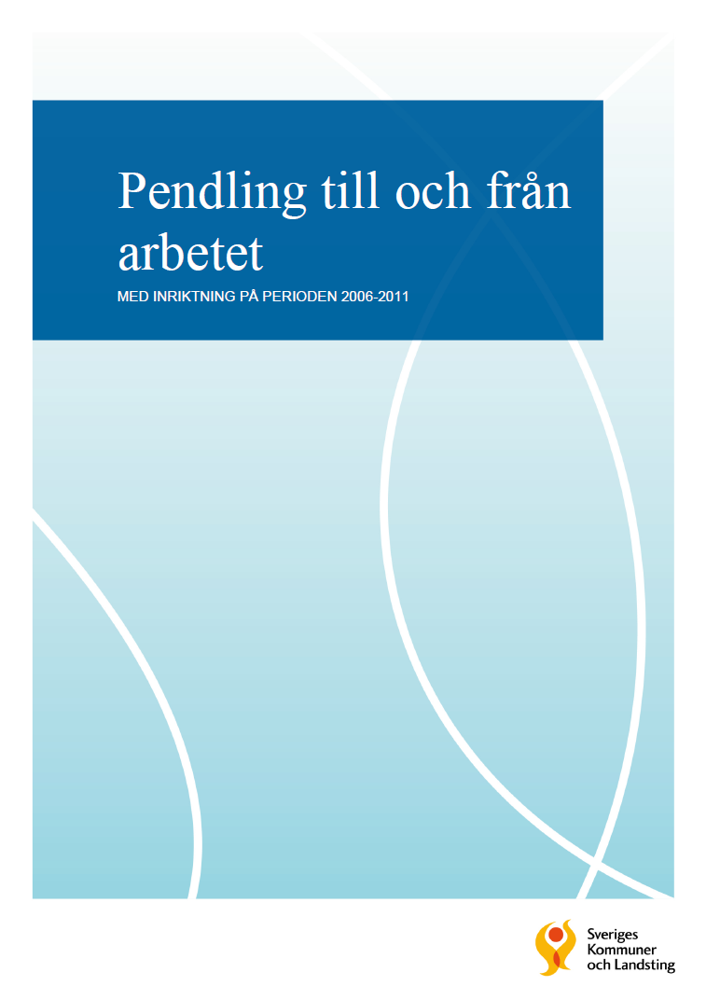 Pendling till och från
arbetet
MED INRIKTNING PÅ PERIODEN 2006-2011
Sveriges
Kommuner
och Landsting